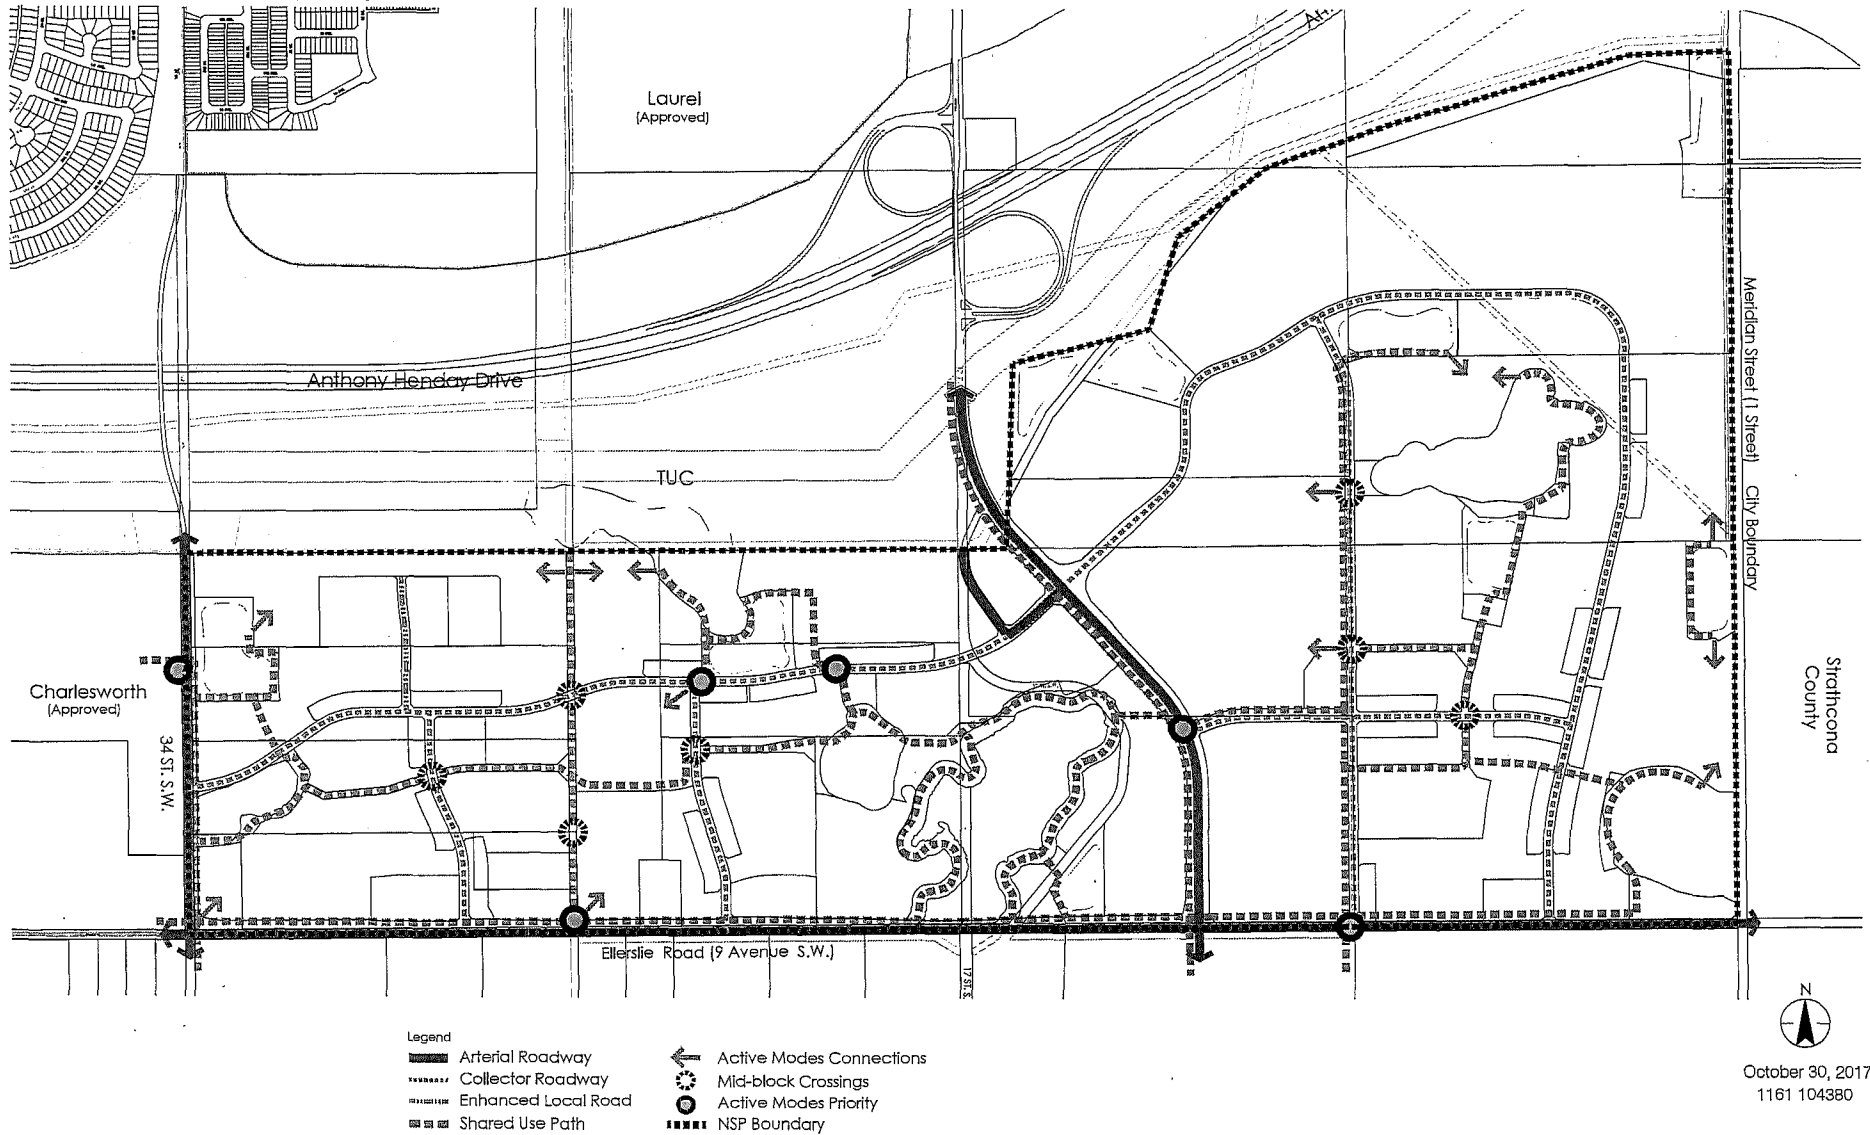 Laurel
(Approved)
Anthony Henday Drive
TUC
Meridian Street (1 Street) City Boundary
Charlesworth
(Approved)
34 ST. S.W.
Strathcona
County
Ellerslie Road (9 Avenue S.W.)
17 ST. S
Legend
Arterial Roadway
Collector Roadway
Enhanced Local Road
Shared Use Path
Active Modes Connections
Mid-block Crossings
Active Modes Priority
NSP Boundary
N
October 30, 2017
1161 104380